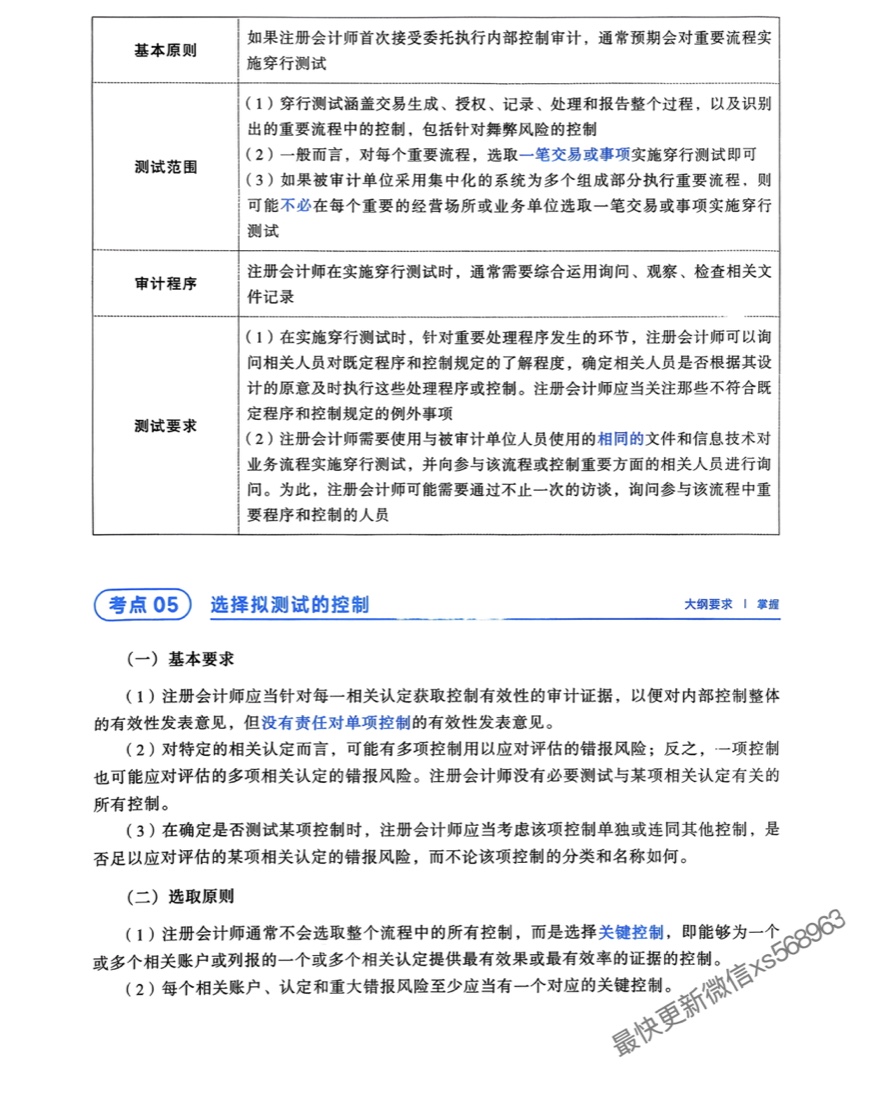 基本原则
如果注册会计师首次接受委托执行内部控制审计，通常预期会对重要流程实
施穿行测试
测试范围
（1）穿行测试涵盖交易生成、授权、记录、处理和报告整个过程，以及识别
出的重要流程中的控制，包括针对舞弊风险的控制
（2）一般而言，对每个重要流程，选取一笔交易或事项实施穿行测试即可
（3）如果被审计单位采用集中化的系统为多个组成部分执行重要流程，则
可能不必在每个重要的经营场所或业务单位选取一笔交易或事项实施穿行
测试
审计程序
注册会计师在实施穿行测试时，通常需要综合运用询问、观察、检查相关文
件记录
测试要求
（1）在实施穿行测试时，针对重要处理程序发生的环节，注册会计师可以询
问相关人员对既定程序和控制规定的了解程度，确定相关人员是否根据其设
计的原意及时执行这些处理程序或控制。注册会计师应当关注那些不符合既
定程序和控制规定的例外事项
（2）注册会计师需要使用与被审计单位人员使用的相同的文件和信息技术对
业务流程实施穿行测试，并向参与该流程或控制重要方面的相关人员进行询
问。为此，注册会计师可能需要通过不止一次的访谈，询问参与该流程中重
要程序和控制的人员
考点 05 选择拟测试的控制 大纲要求 | 掌握
（一）基本要求
（1）注册会计师应当针对每一相关认定获取控制有效性的审计证据，以便对内部控制整体
的有效性发表意见，但没有责任对单项控制的有效性发表意见。
（2）对特定的相关认定而言，可能有多项控制用以应对评估的错报风险；反之，一项控制
也可能应对评估的多项相关认定的错报风险。注册会计师没有必要测试与某项相关认定有关的
所有控制。
（3）在确定是否测试某项控制时，注册会计师应当考虑该项控制单独或连同其他控制，是
否足以应对评估的某项相关认定的错报风险，而不论该项控制的分类和名称如何。
（二）选取原则
（1）注册会计师通常不会选取整个流程中的所有控制，而是选择关键控制，即能够为一个
或多个相关账户或列报的一个或多个相关认定提供最有效果或最有效率的证据的控制。
（2）每个相关账户、认定和重大错报风险至少应当有一个对应的关键控制。
最快更新微信xs568963